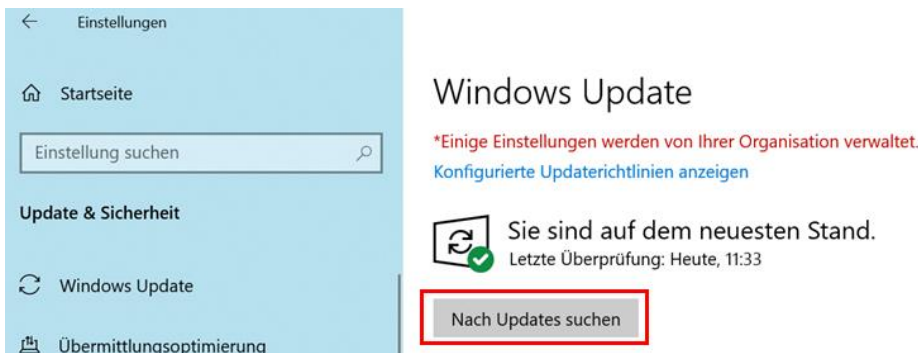 Einstellungen
Startseite
Einstellung suchen
Update & Sicherheit
Windows Update
Übermittlungsoptimierung
Windows Update
*Einige Einstellungen werden von Ihrer Organisation verwaltet.
Konfigurierte Updaterichtlinien anzeigen
Sie sind auf dem neuesten Stand.
Letzte Überprüfung: Heute, 11:33
Nach Updates suchen